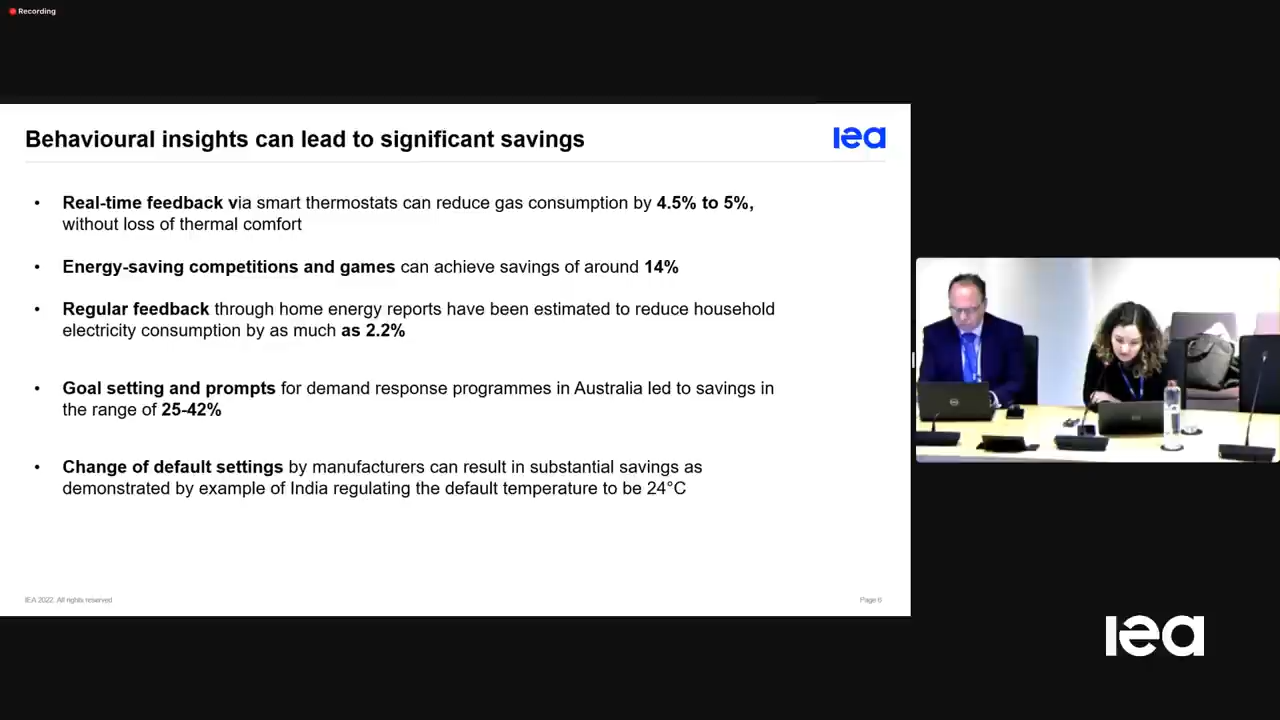 Recording
Behavioural insights can lead to significant savings
iea
• Real-time feedback via smart thermostats can reduce gas consumption by 4.5% to 5%,
without loss of thermal comfort
• Energy-saving competitions and games can achieve savings of around 14%
• Regular feedback through home energy reports have been estimated to reduce household
electricity consumption by as much as 2.2%
• Goal setting and prompts for demand response programmes in Australia led to savings in
the range of 25-42%
• Change of default settings by manufacturers can result in substantial savings as
demonstrated by example of India regulating the default temperature to be 24°C
IEA 2022. All rights reserved
Page 6
iea